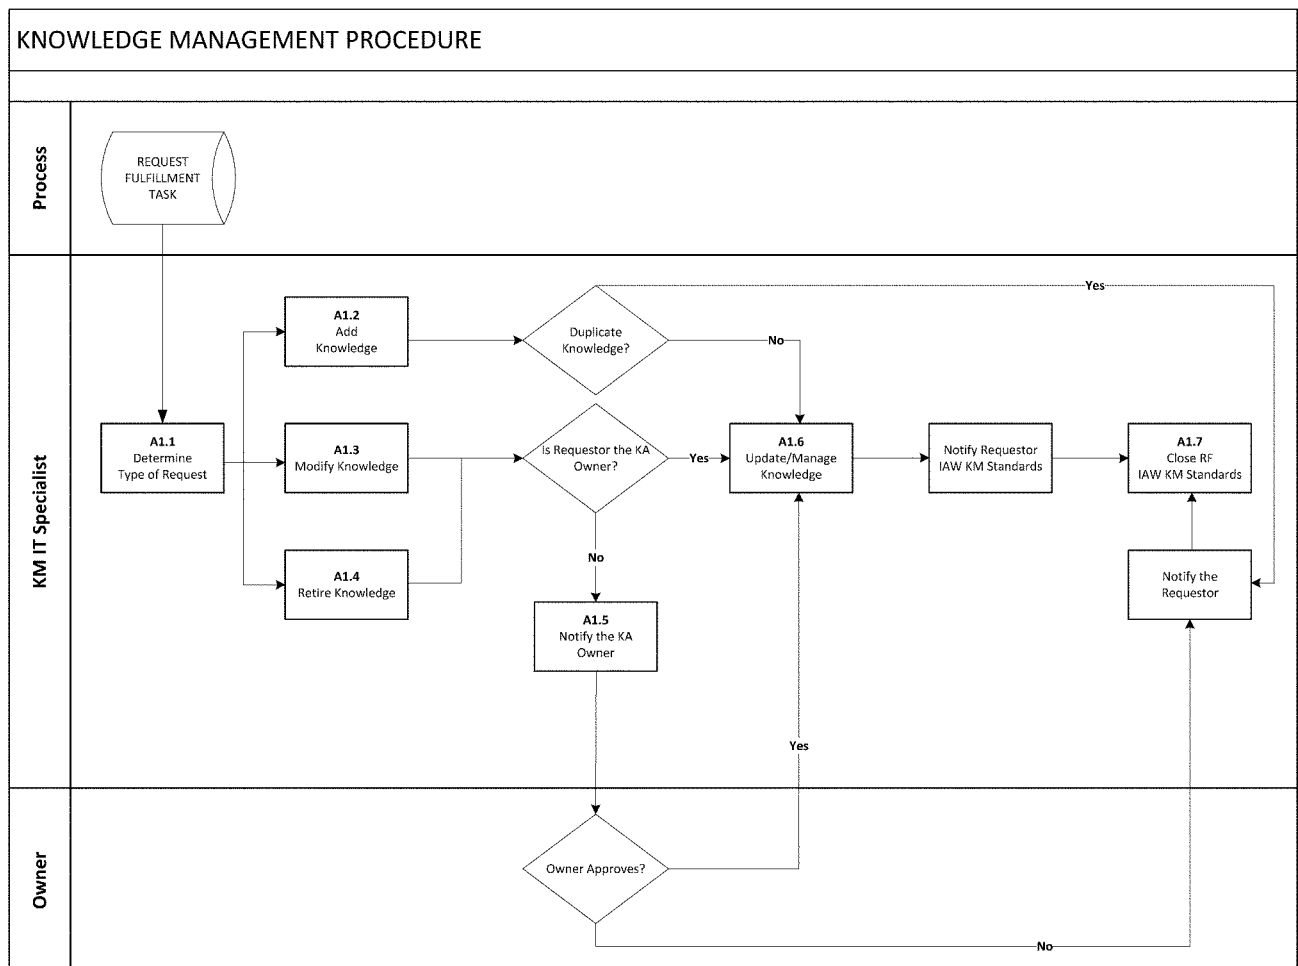 KNOWLEDGE MANAGEMENT PROCEDURE
Process
REQUEST
FULFILLMENT
TASK
KM IT Specialist
A1.1
Determine
Type of Request
A1.2
Add
Knowledge
A1.3
Modify Knowledge
A1.4
Retire Knowledge
Duplicate
Knowledge?
Yes
No
Is Requestor the KA
Owner?
Yes
No
A1.5
Notify the KA
Owner
A1.6
Update/Manage
Knowledge
Notify Requestor
IAW KM Standards
A1.7
Close RF
IAW KM Standards
Notify the
Requestor
Yes
Owner
Owner Approves?
No